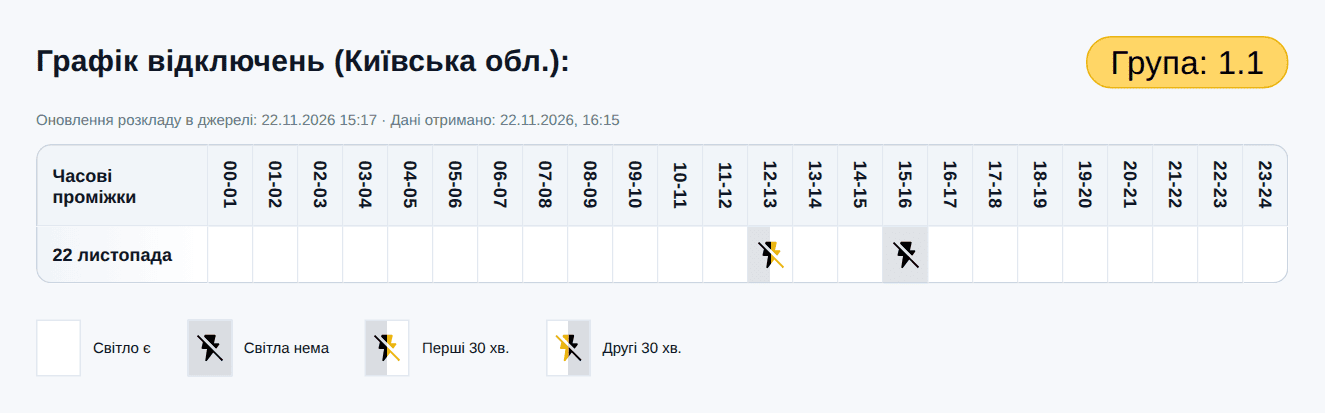 Графік відключень (Київська обл.):
Група: 1.1
Оновлення розкладу в джерелі: 22.11.2026 15:17 · Дані отримано: 22.11.2026, 16:15
Часові
проміжки
00-01
01-02
02-03
03-04
04-05
05-06
06-07
07-08
08-09
09-10
10-11
11-12
12-13
13-14
14-15
15-16
16-17
17-18
18-19
19-20
20-21
21-22
22-23
23-24
22 листопада
Світло є
Світла нема
Перші 30 хв.
Другі 30 хв.